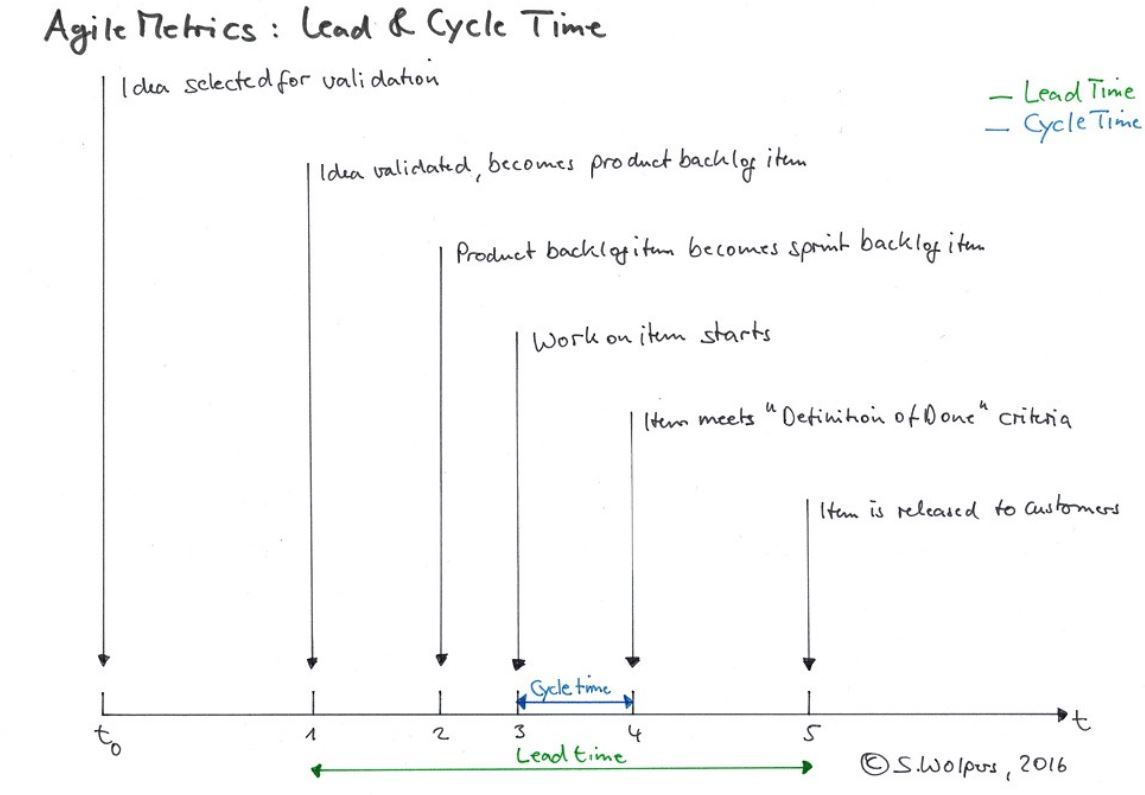 Agile Metrics : Lead & Cycle Time
Idea selected for validation
Lead Time
Cycle Time
Idea validated, becomes product backlog item
Product backlog item becomes sprint backlog item
Work on item starts
Item meets "Definition of Done" criteria
Item is released to customers
Cycle time
t0 1 2 3 4 5 t
Lead time
© S. Wolpers, 2016